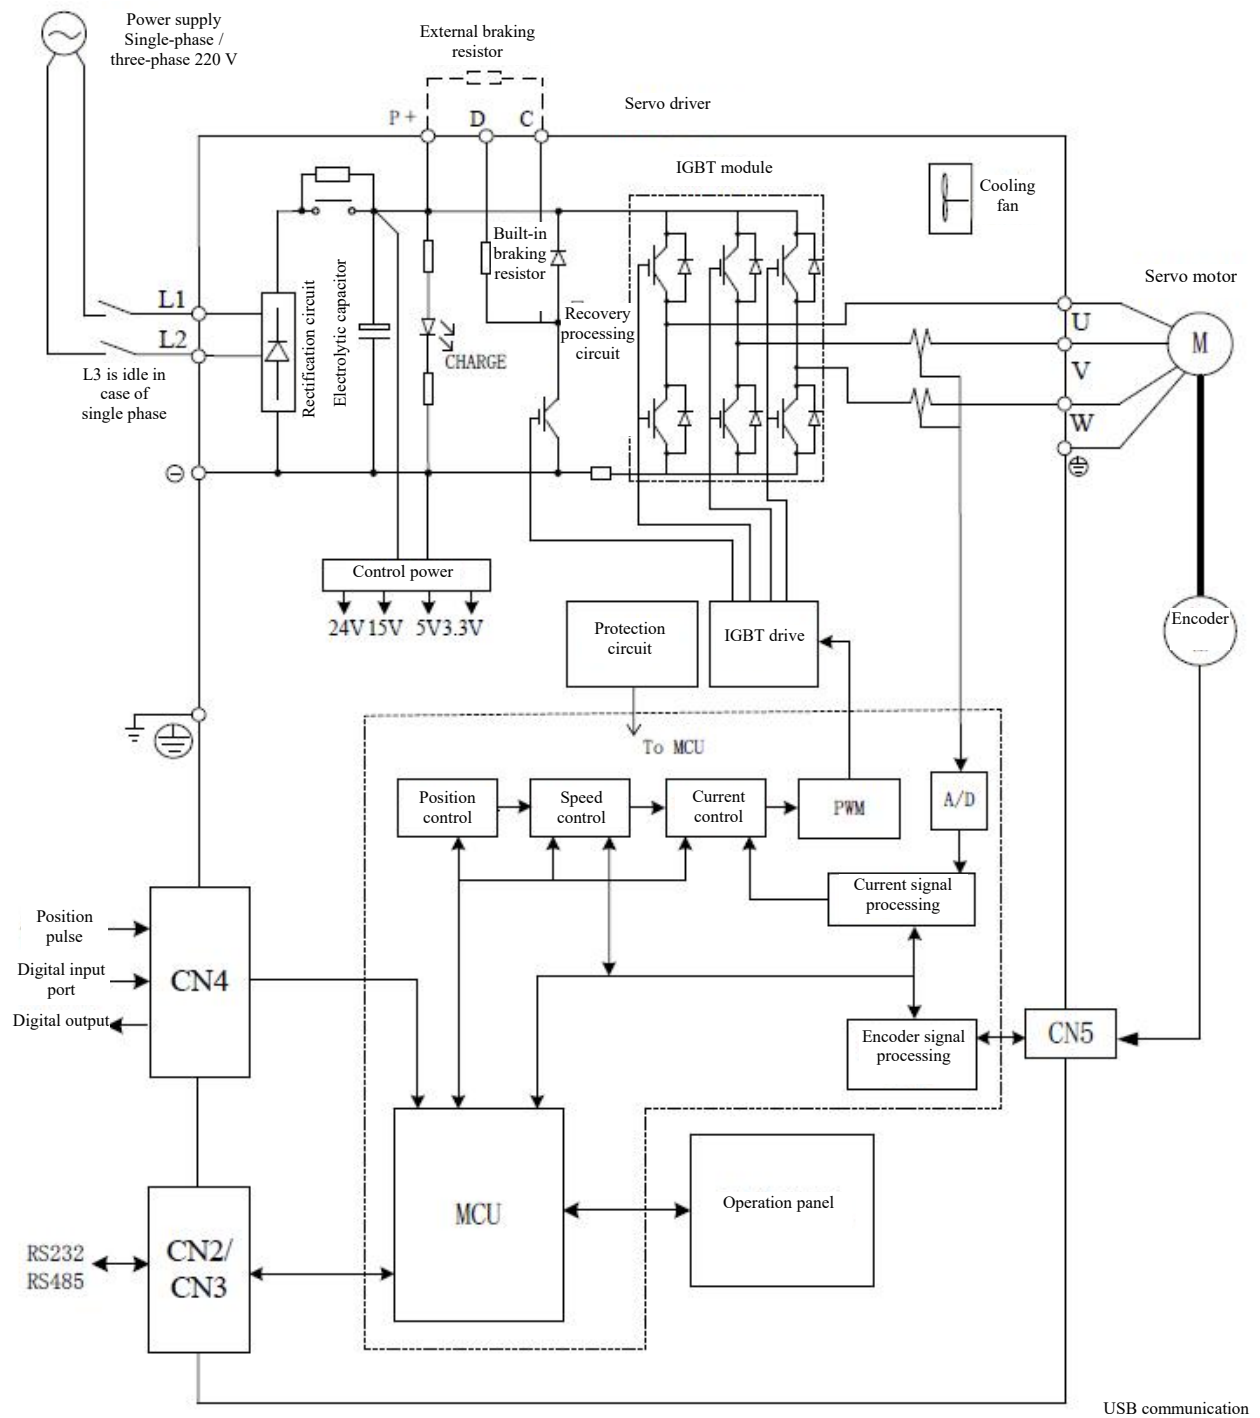 Power supply
Single-phase /
three-phase 220 V
External braking
resistor
Servo driver
P +
D
C
IGBT module
Cooling
fan
Built-in
braking
resistor
Servo motor
L1
L2
Rectification circuit
Electrolytic capacitor
CHARGE
Recovery
processing
circuit
U
V
W
M
L3 is idle in
case of
single phase
Control power
24V 15V 5V 3.3V
Protection
circuit
IGBT drive
Encoder
To MCU
Position
control
Speed
control
Current
control
PWM
A/D
Current signal
processing
Position
pulse
Digital input
port
Digital output
CN4
Encoder signal
processing
CN5
MCU
Operation panel
RS232
RS485
CN2/
CN3
USB communication